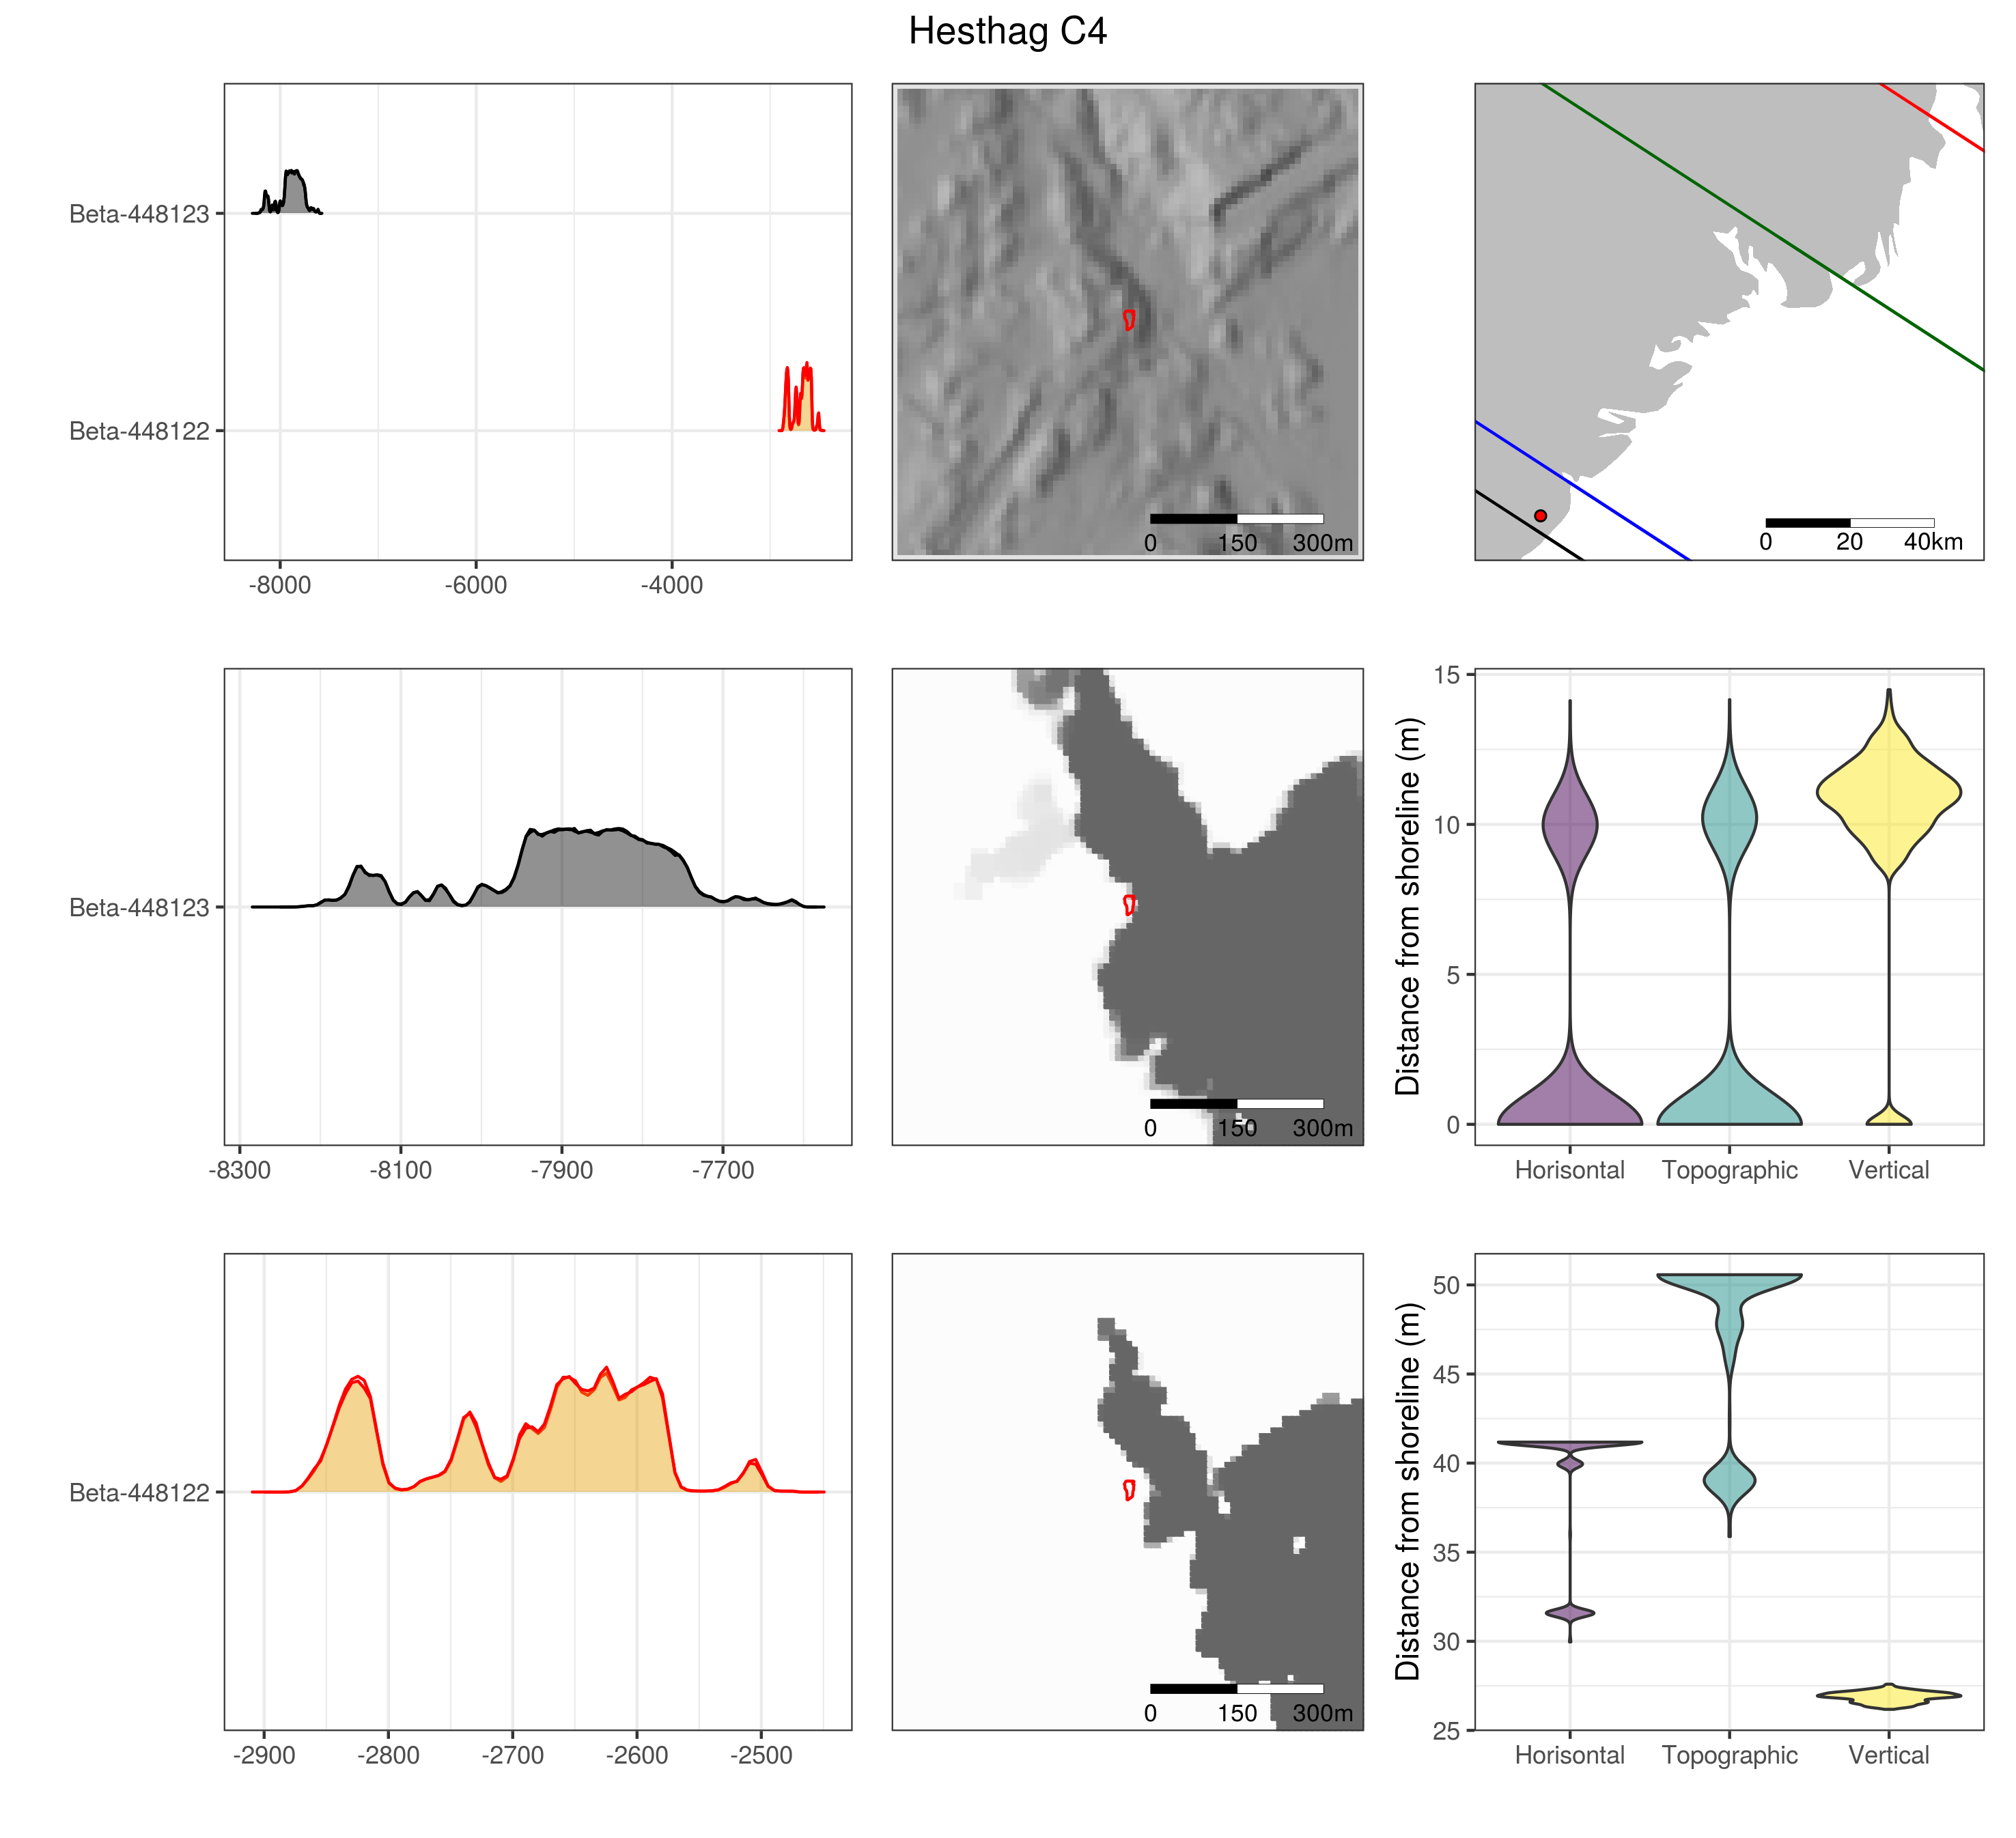 Hesthag C4
Beta-448123
Beta-448122
-8000 -6000 -4000
0 150 300m
0 20 40km
Beta-448123
-8300 -8100 -7900 -7700
0 150 300m
Distance from shoreline (m)
15
10
5
0
Horisontal Topographic Vertical
Beta-448122
-2900 -2800 -2700 -2600 -2500
0 150 300m
Distance from shoreline (m)
50
45
40
35
30
25
Horisontal Topographic Vertical